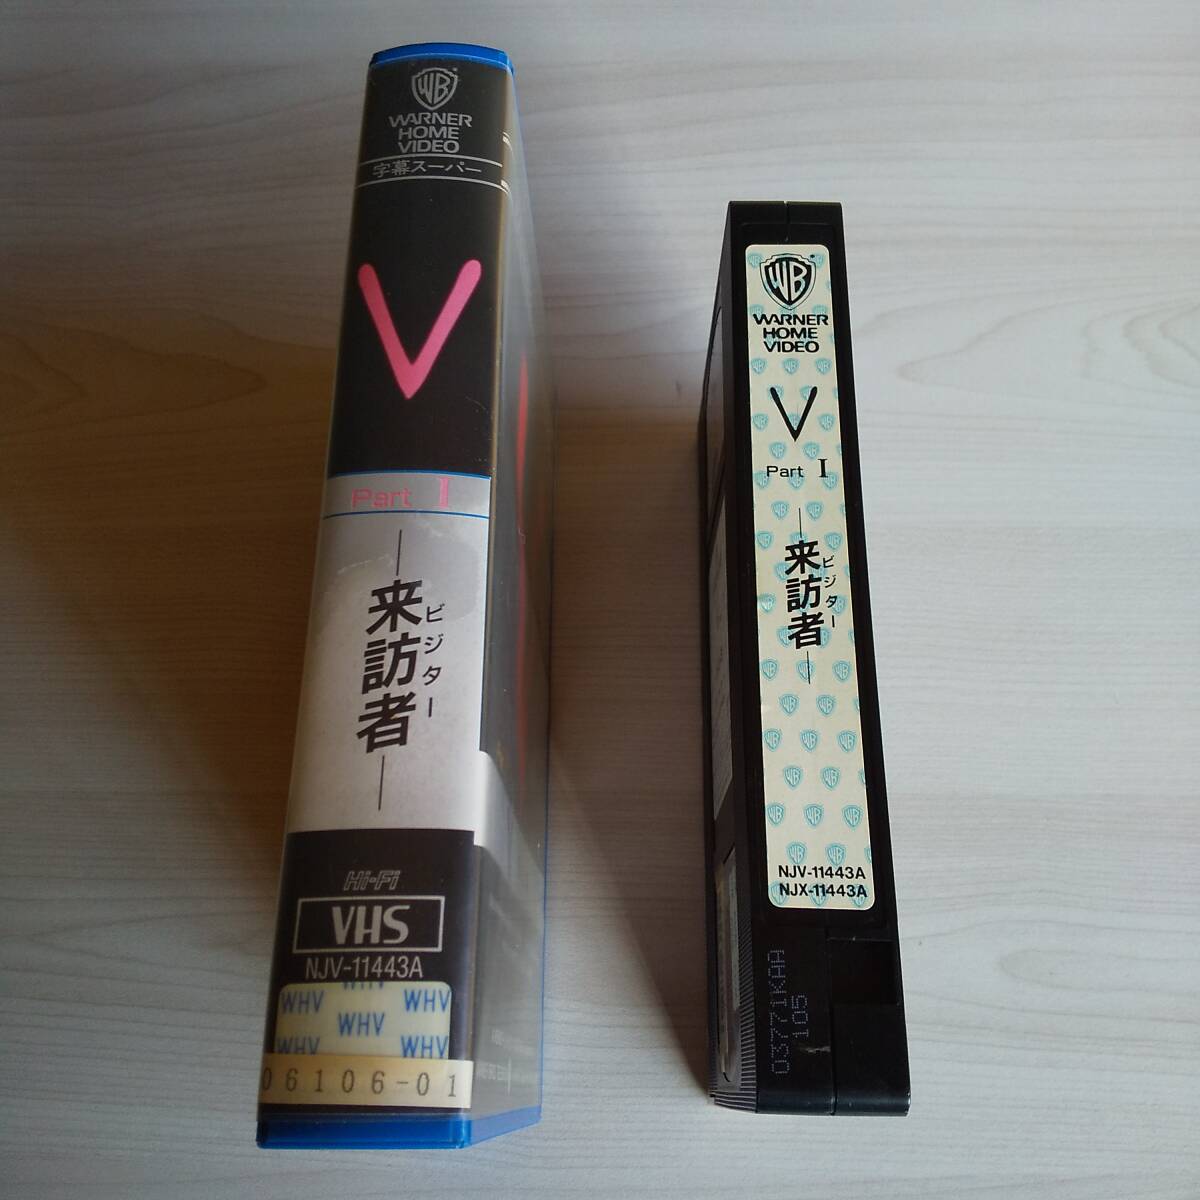 WB
WARNER
HOME
VIDEO
字幕スーパー
V
Part I
来訪者
ビジター
Hi-Fi
VHS
NJV-11443A
WHV
WHV WHV
WHV
WHV WHV
06106-01
WB
WARNER
HOME
VIDEO
V
Part I
来訪者
ビジター
NJV-11443A
NJX-11443A
03771KAA
105